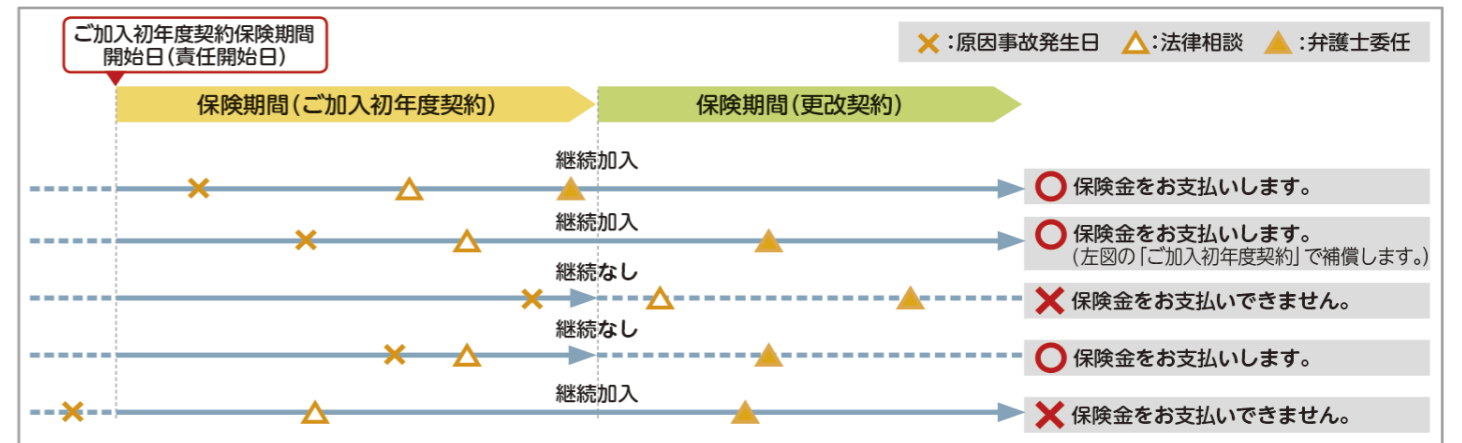 ご加入初年度契約保険期間
開始日(責任開始日)
:原因事故発生日 :法律相談 :弁護士委任
保険期間(ご加入初年度契約) 保険期間(更改契約)
継続加入
保険金をお支払いします。
継続加入
保険金をお支払いします。
(左図の「ご加入初年度契約」で補償します。)
継続なし
保険金をお支払いできません。
継続なし
保険金をお支払いします。
継続加入
保険金をお支払いできません。